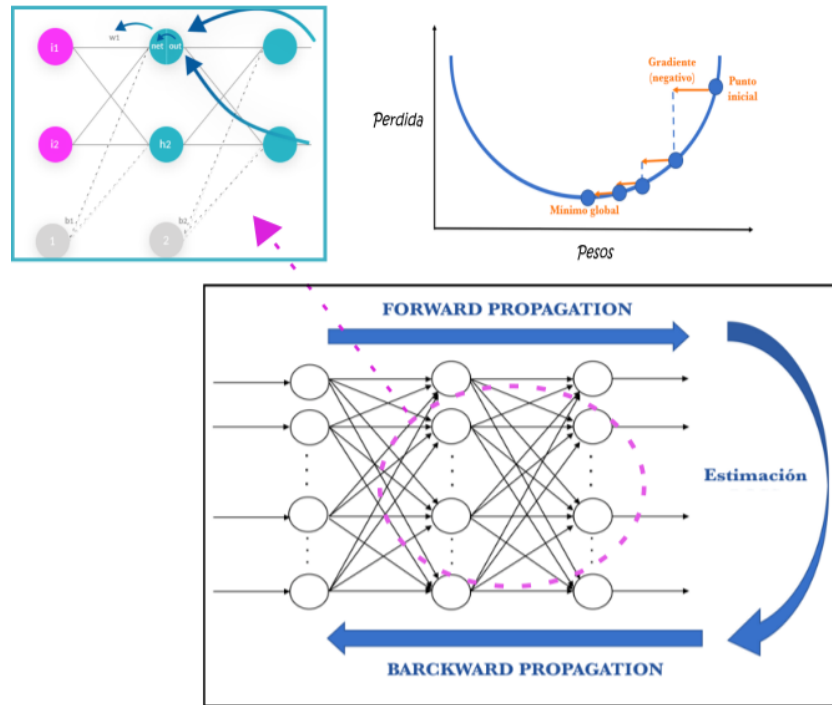 i1
w1
net out
i2
h2
b1
b2
1
2
Perdida
Gradiente
(negativo)
Punto
inicial
Mínimo global
Pesos
FORWARD PROPAGATION
Estimación
BARCKWARD PROPAGATION